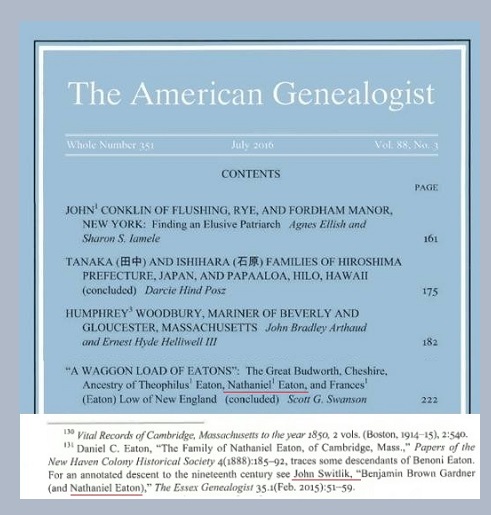 The American Genealogist
Whole Number 351 July 2016 Vol. 88, No. 3
CONTENTS
PAGE
JOHN¹ CONKLIN OF FLUSHING, RYE, AND FORDHAM MANOR,
NEW YORK: Finding an Elusive Patriarch Agnes Ellish and
Sharon S. Iamele 161
TANAKA (田中) AND ISHIHARA (石原) FAMILIES OF HIROSHIMA
PREFECTURE, JAPAN, AND PAPAALOA, HILO, HAWAII
(concluded) Darcie Hind Posz 175
HUMPHREY³ WOODBURY, MARINER OF BEVERLY AND
GLOUCESTER, MASSACHUSETTS John Bradley Arthaud
and Ernest Hyde Helliwell III 182
“A WAGGON LOAD OF EATONS”: The Great Budworth, Cheshire,
Ancestry of Theophilus¹ Eaton, Nathaniel¹ Eaton, and Frances¹
(Eaton) Low of New England (concluded) Scott G. Swanson 222
¹³⁰ Vital Records of Cambridge, Massachusetts to the year 1850, 2 vols. (Boston, 1914–15), 2:540.
¹³¹ Daniel C. Eaton, “The Family of Nathaniel Eaton, of Cambridge, Mass.,” Papers of the
New Haven Colony Historical Society 4(1888):185–92, traces some descendants of Benoni Eaton.
For an annotated descent to the nineteenth century see John Switlik, “Benjamin Brown Gardner
(and Nathaniel Eaton),” The Essex Genealogist 35.1(Feb. 2015):51–59.